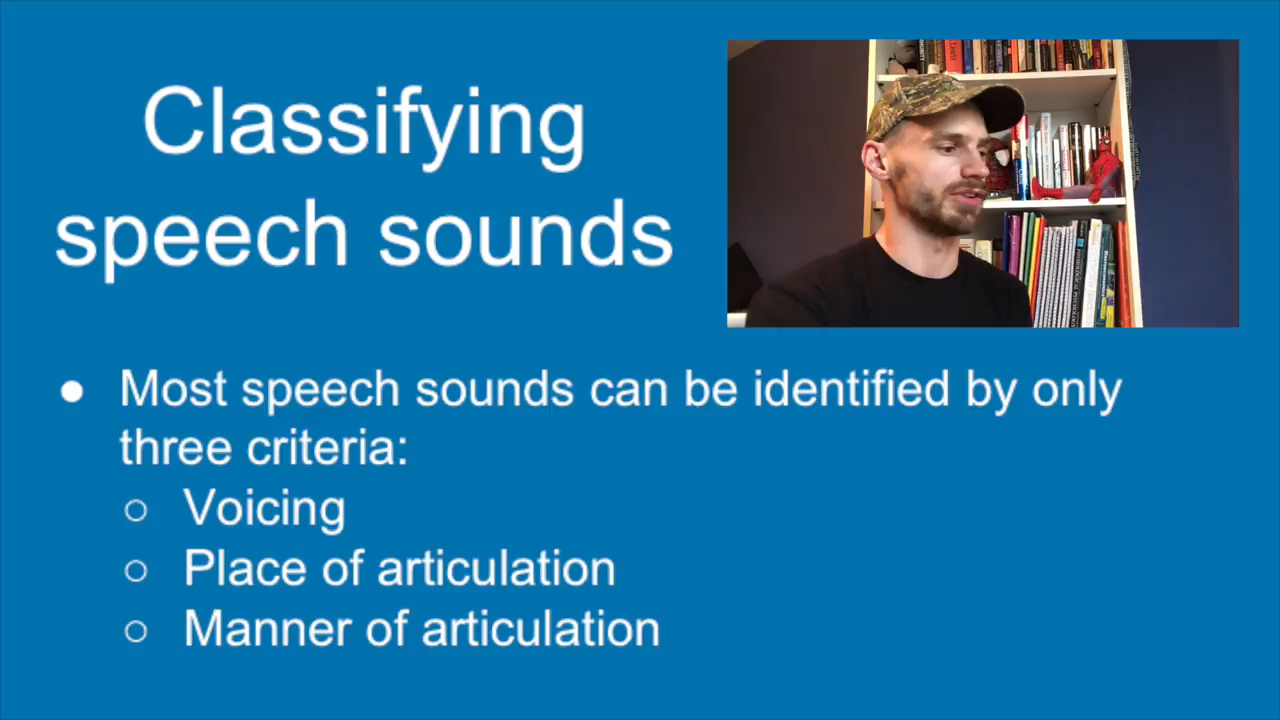 Classifying
speech sounds
● Most speech sounds can be identified by only
three criteria:
○ Voicing
○ Place of articulation
○ Manner of articulation